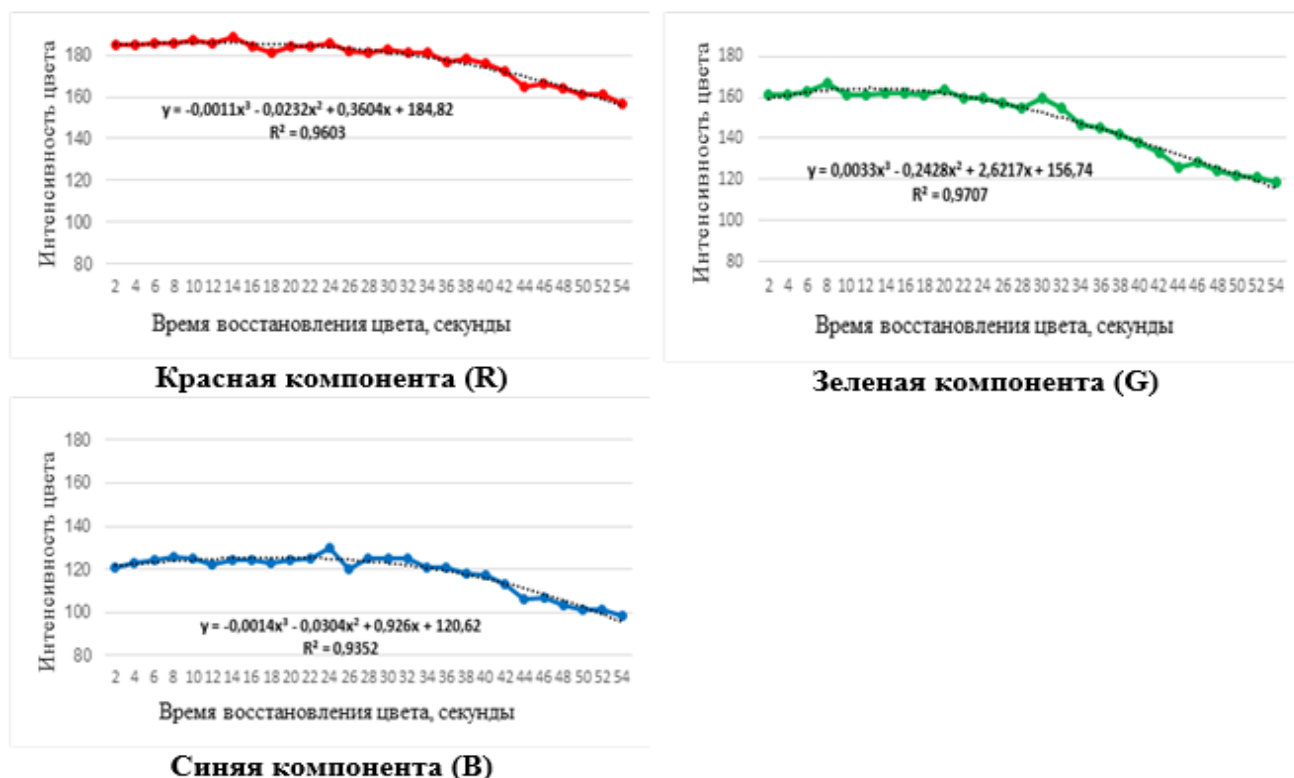 180
160
140
120
100
80
Интенсивность цвета
y = -0,0011x³ - 0,0232x² + 0,3604x + 184,82
R² = 0,9603
2 4 6 8 10 12 14 16 18 20 22 24 26 28 30 32 34 36 38 40 42 44 46 48 50 52 54
Время восстановления цвета, секунды
Красная компонента (R)
180
160
140
120
100
80
Интенсивность цвета
y = 0,0033x³ - 0,2428x² + 2,6217x + 156,74
R² = 0,9707
2 4 6 8 10 12 14 16 18 20 22 24 26 28 30 32 34 36 38 40 42 44 46 48 50 52 54
Время восстановления цвета, секунды
Зеленая компонента (G)
180
160
140
120
100
80
Интенсивность цвета
y = -0,0014x³ - 0,0304x² + 0,926x + 120,62
R² = 0,9352
2 4 6 8 10 12 14 16 18 20 22 24 26 28 30 32 34 36 38 40 42 44 46 48 50 52 54
Время восстановления цвета, секунды
Синяя компонента (B)